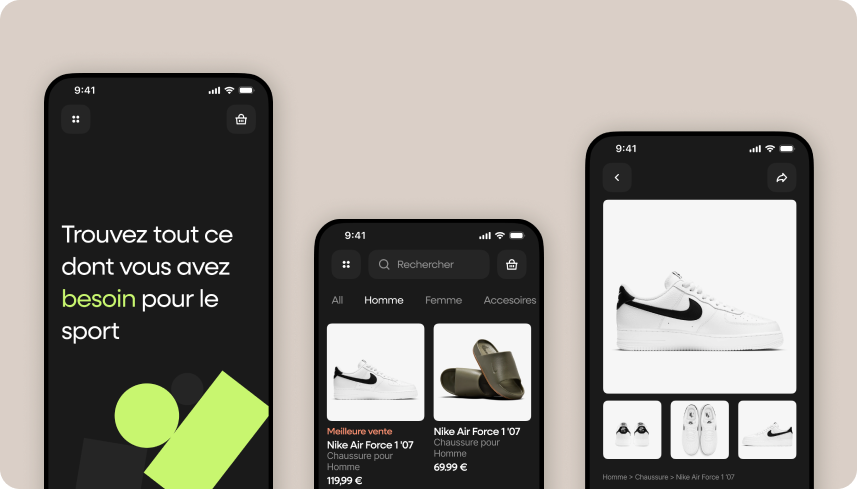 9:41
Trouvez tout ce
dont vous avez
besoin pour le
sport
9:41
Rechercher
All Homme Femme Accesoires
Meilleure vente
Nike Air Force 1 '07
Chaussure pour
Homme
119,99 €
Nike Air Force 1 '07
Chaussure pour
Homme
69.99 €
9:41
Homme > Chaussure > Nike Air Force 1 '07